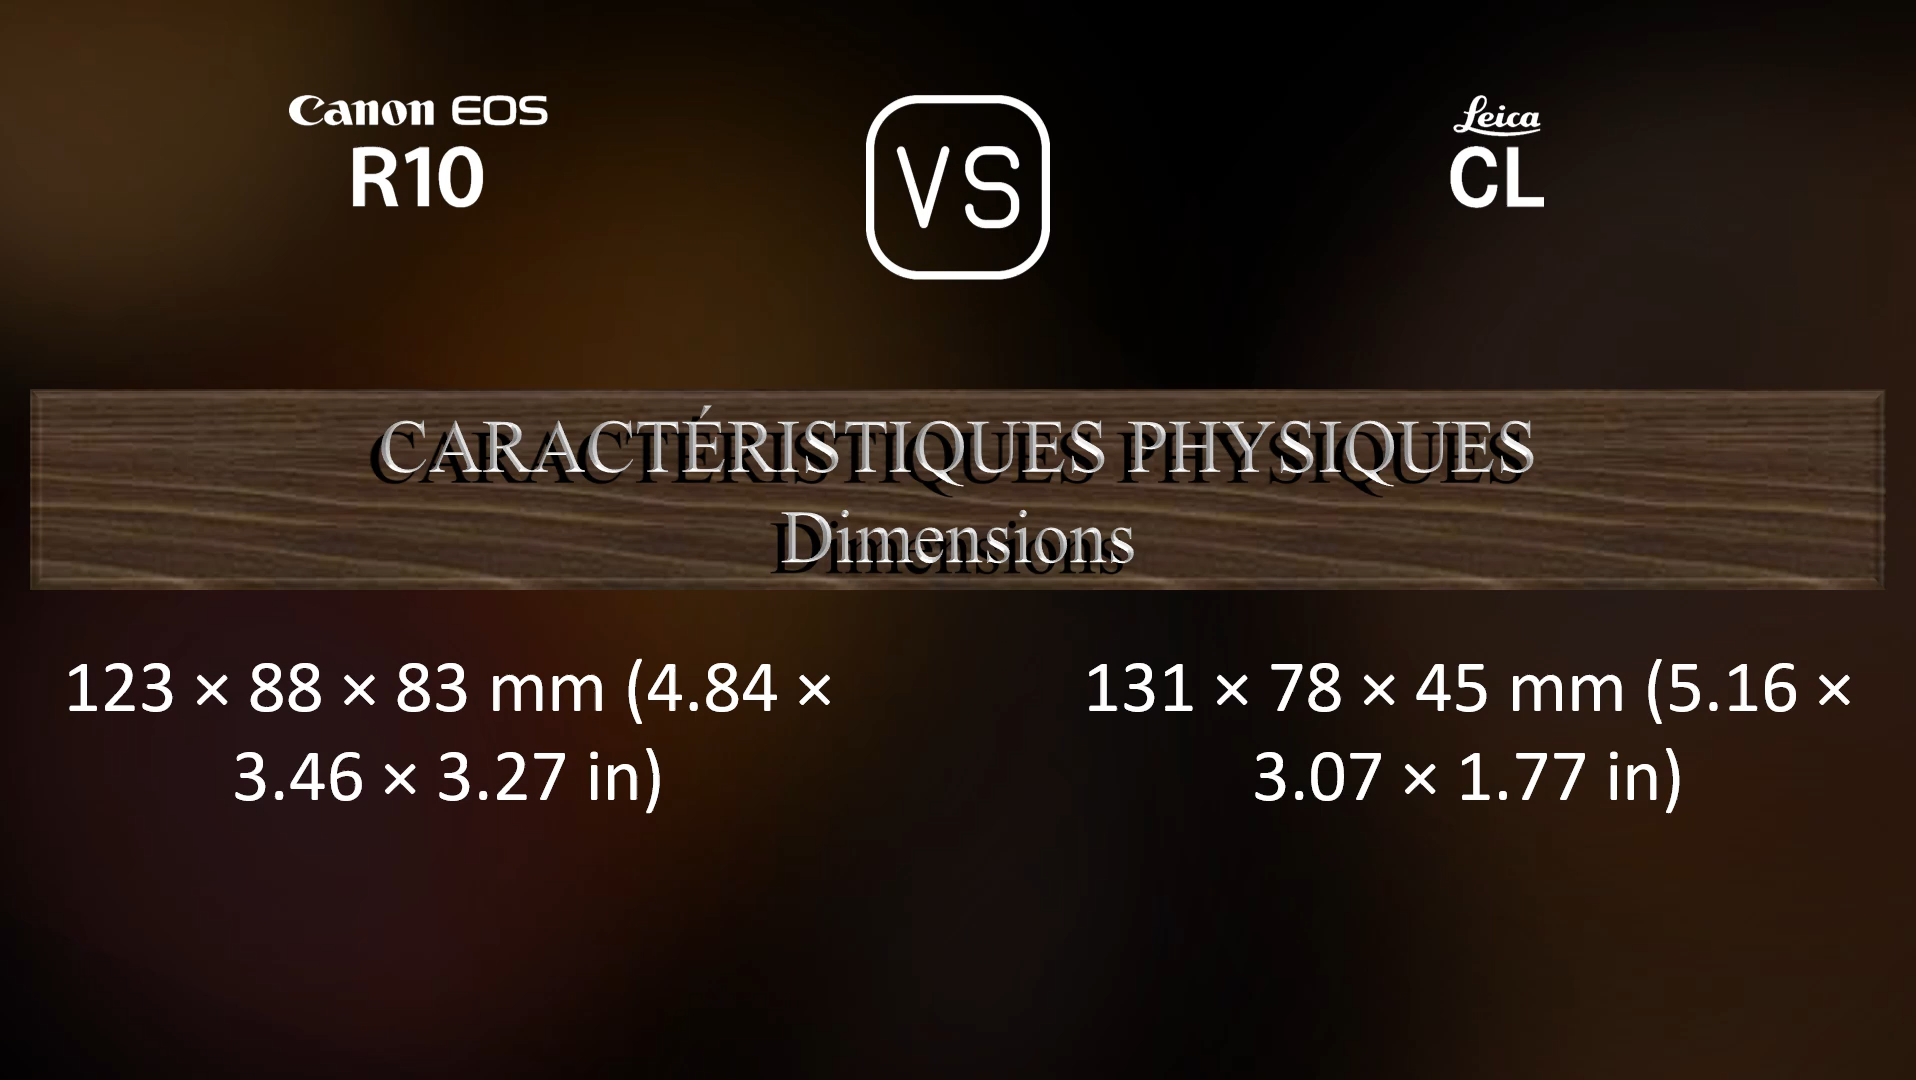 Canon EOS
R10
VS
Leica
CL
CARACTÉRISTIQUES PHYSIQUES
Dimensions
123 × 88 × 83 mm (4.84 ×
3.46 × 3.27 in)
131 × 78 × 45 mm (5.16 ×
3.07 × 1.77 in)